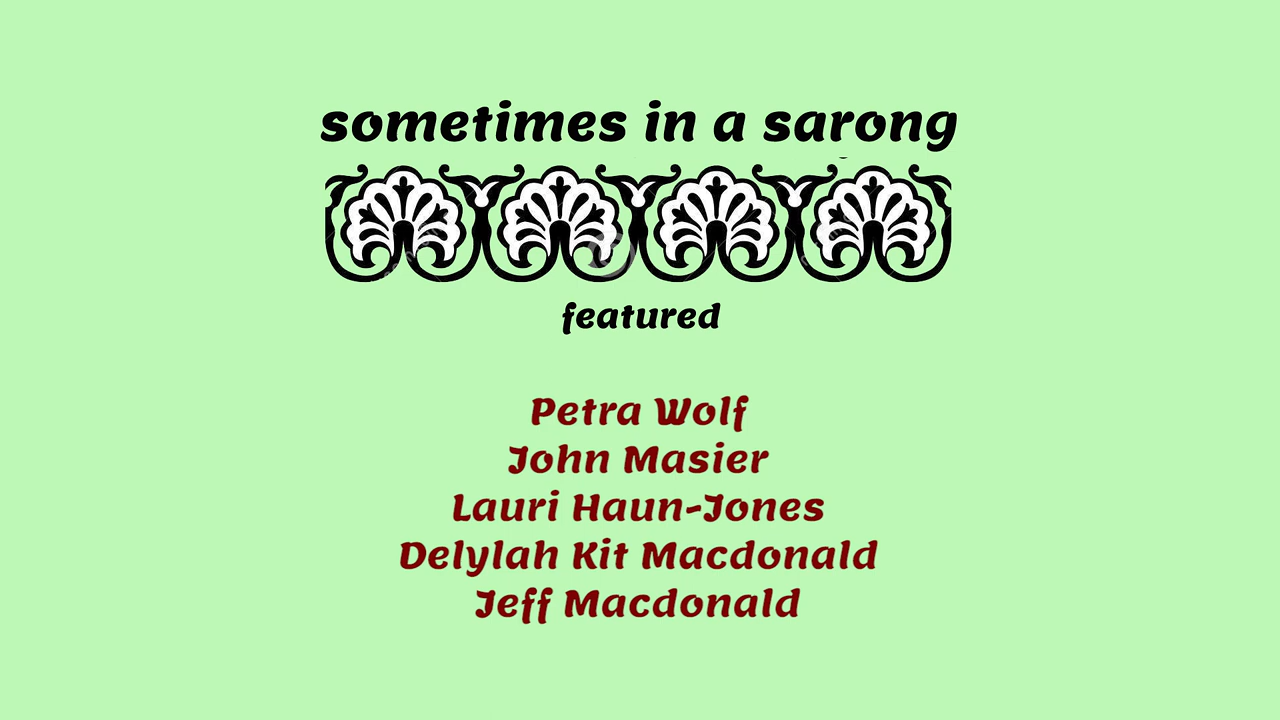 sometimes in a sarong
featured
Petra Wolf
John Masier
Lauri Haun-Jones
Delylah Kit Macdonald
Jeff Macdonald